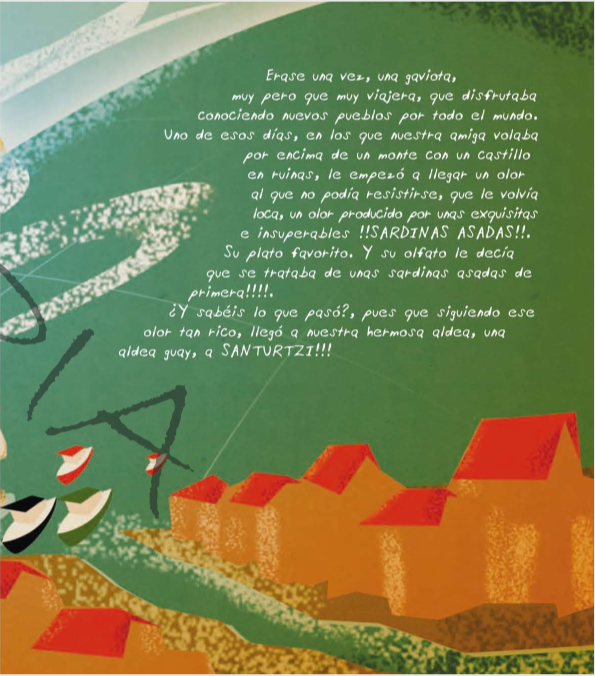 Erase una vez, una gaviota,
muy pero que muy viajera, que disfrutaba
conociendo nuevos pueblos por todo el mundo.
Uno de esos días, en los que nuestra amiga volaba
por encima de un monte con un castillo
en ruinas, le empezó a llegar un olor
al que no podía resistirse, que le volvía
loca, un olor producido por unas exquisitas
e insuperables !!SARDINAS ASADAS!!.
Su plato favorito. Y su olfato le decía
que se trataba de unas sardinas asadas de
primera!!!!.
¿Y sabéis lo que pasó?, pues que siguiendo ese
olor tan rico, llegó a nuestra hermosa aldea, una
aldea guay, a SANTURTZI!!!